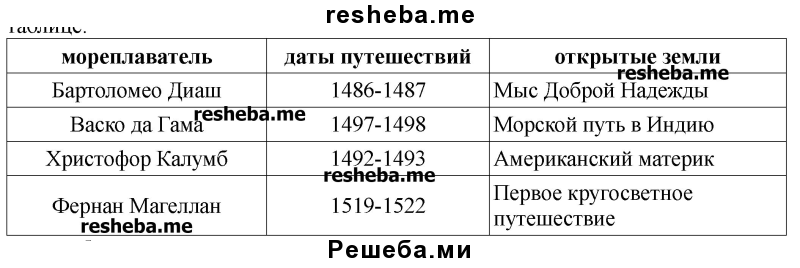 resheba.me
таблице:
мореплаватель даты путешествий открытые земли
resheba.me
Бартоломео Диаш 1486-1487 Мыс Доброй Надежды
resheba.me
Васко да Гама 1497-1498 Морской путь в Индию
Христофор Калумб 1492-1493 Американский материк
resheba.me
Фернан Магеллан 1519-1522 Первое кругосветное
путешествие
resheba.me
Решеба.ми